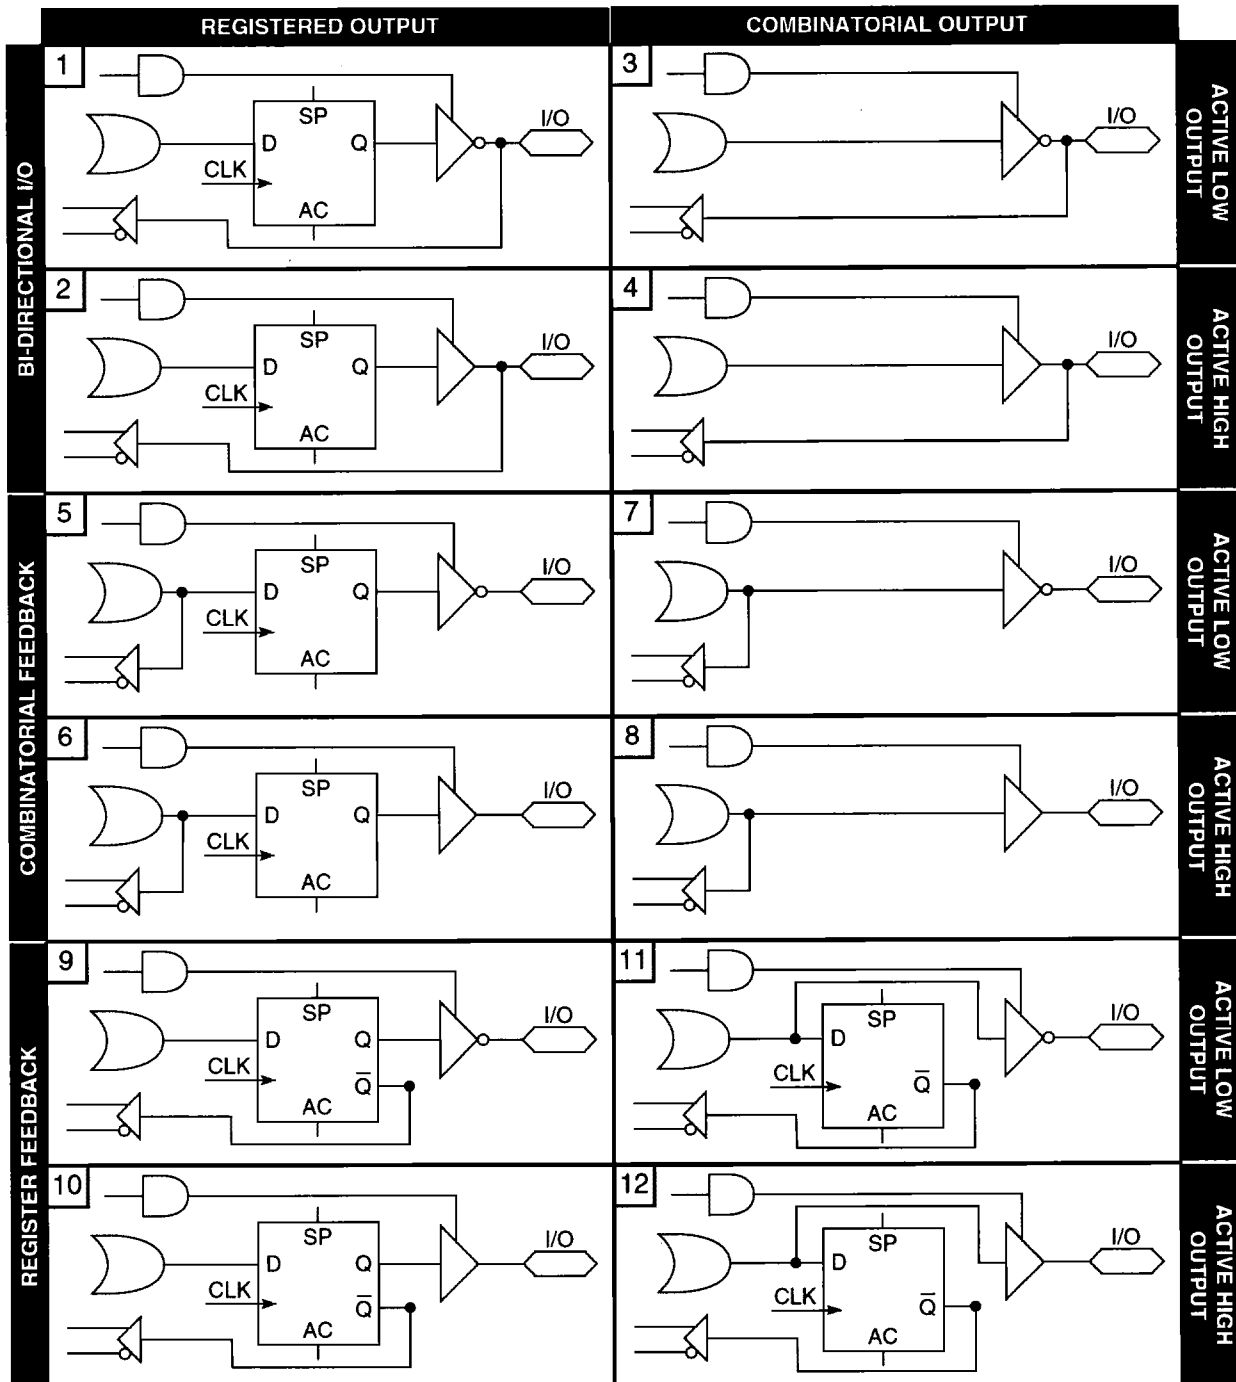 REGISTERED OUTPUT
COMBINATORIAL OUTPUT
BI-DIRECTIONAL I/O
1
SP
D
Q
CLK
AC
I/O
3
I/O
ACTIVE LOW
OUTPUT
2
SP
D
Q
CLK
AC
I/O
4
I/O
ACTIVE HIGH
OUTPUT
COMBINATORIAL FEEDBACK
5
SP
D
Q
CLK
AC
I/O
7
I/O
ACTIVE LOW
OUTPUT
6
SP
D
Q
CLK
AC
I/O
8
I/O
ACTIVE HIGH
OUTPUT
REGISTER FEEDBACK
9
SP
D
Q
CLK
Q̅
AC
I/O
11
SP
D
CLK
Q̅
AC
I/O
ACTIVE LOW
OUTPUT
10
SP
D
Q
CLK
Q̅
AC
I/O
12
SP
D
CLK
Q̅
AC
I/O
ACTIVE HIGH
OUTPUT